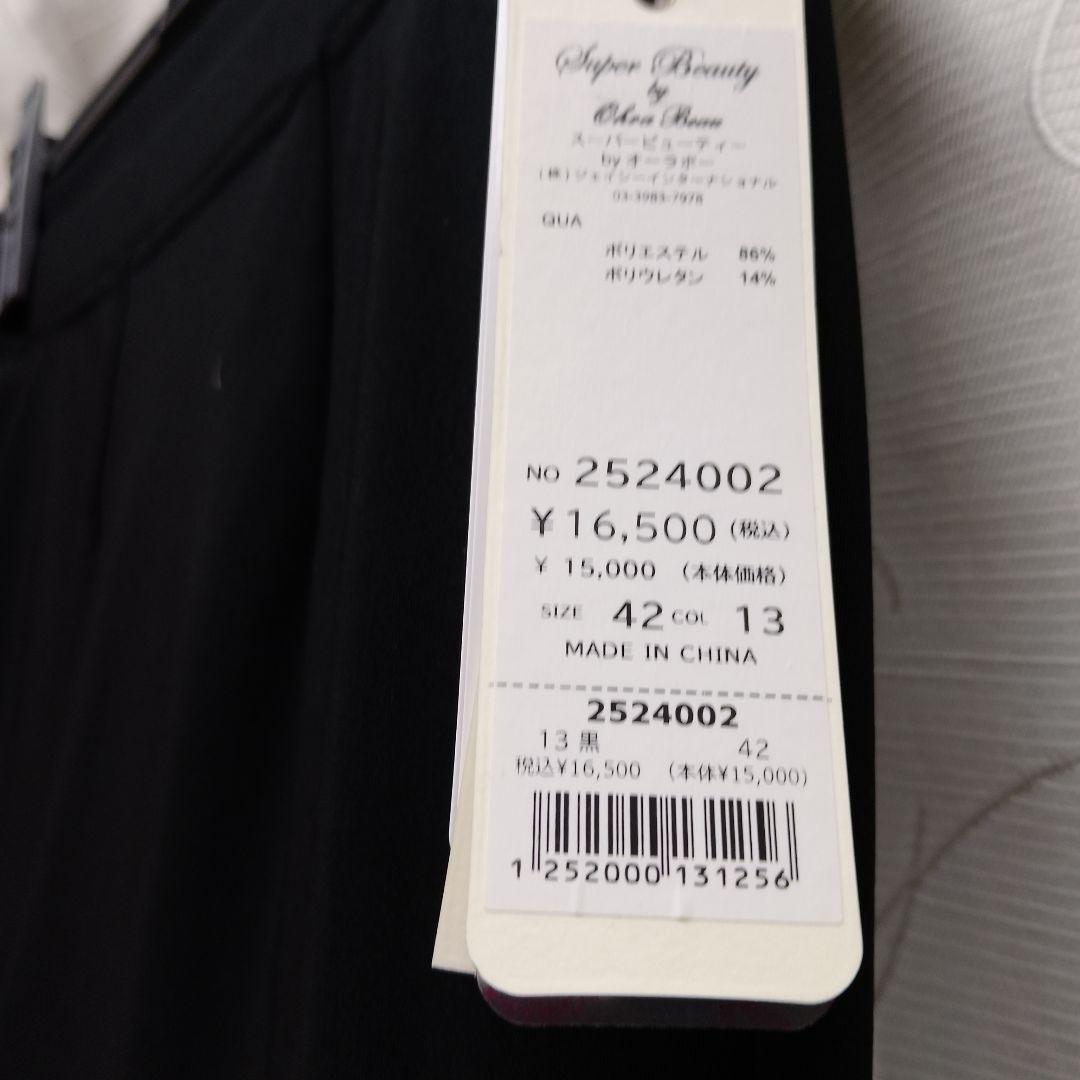 Super Beauty
by
Ohra Beau
スーパービューティー
by オーラボー
(株)ジェイシーインターナショナル
03-3983-7978
QUA
ポリエステル 86%
ポリウレタン 14%
NO 2524002
¥16,500(税込)
¥ 15,000 (本体価格)
SIZE 42 COL 13
MADE IN CHINA
2524002
13 黒 42
税込¥16,500 (本体¥15,000)
1 252000 131256